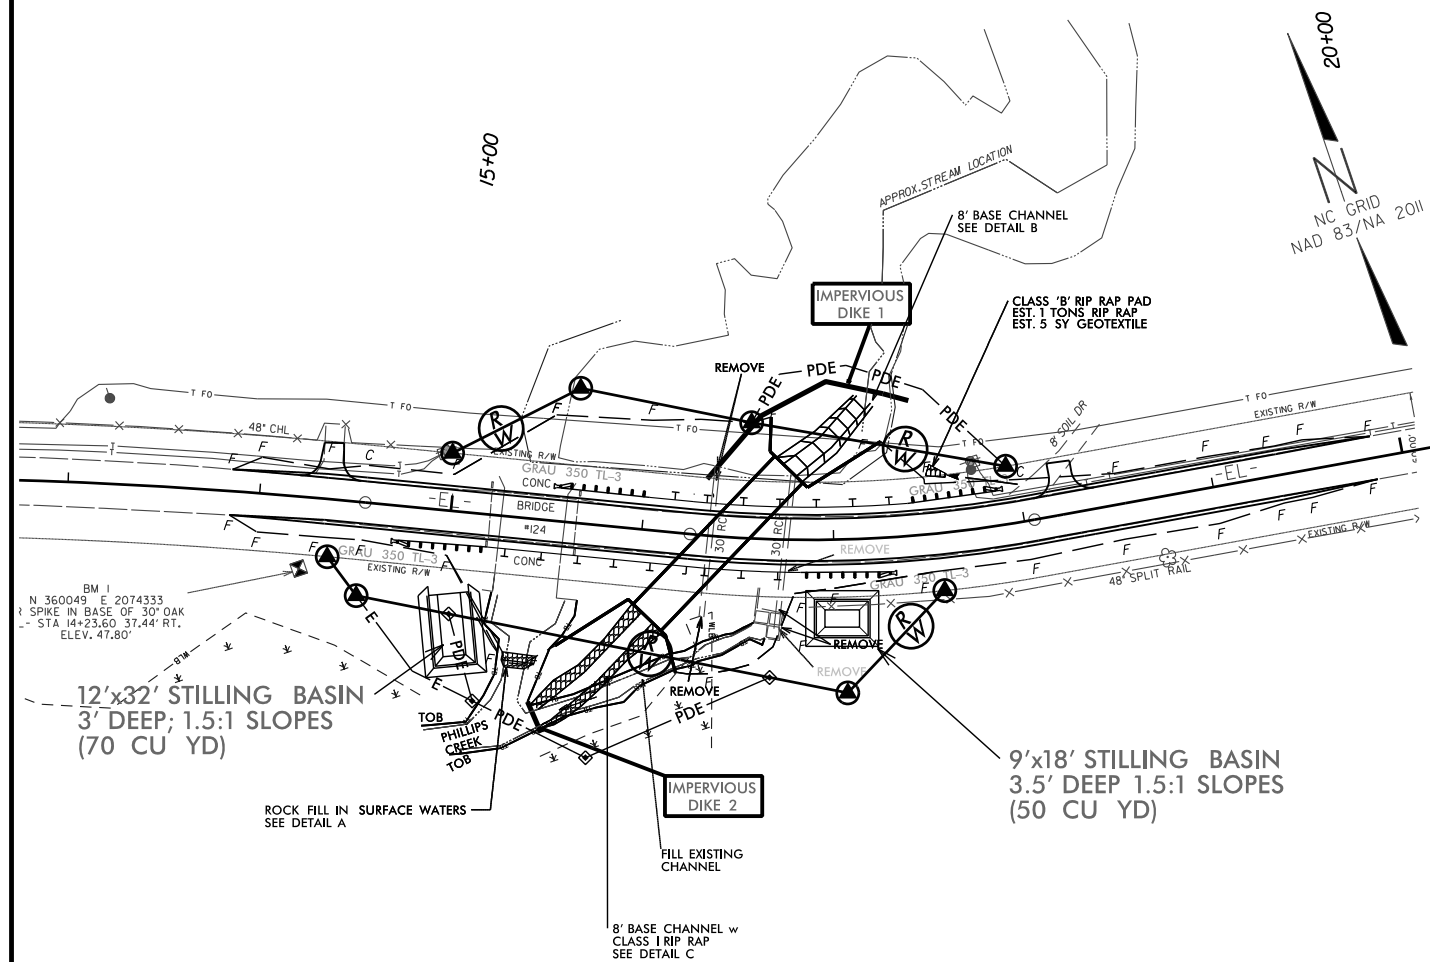 20+00
15+00
NC GRID
NAD 83/NA 2011
APPROX. STREAM LOCATION
8' BASE CHANNEL
SEE DETAIL B
IMPERVIOUS
DIKE 1
CLASS 'B' RIP RAP PAD
EST. 1 TONS RIP RAP
EST. 5 SY GEOTEXTILE
REMOVE
PDE
PDE
PDE
PDE
T FO
T FO
T FO
T FO
T FO
EXISTING R/W
8" SOIL DR
48" CHL
F
F
C
F
F
R
W
R
W
EXISTING R/W
GRAU 350 TL-3
CONC
-EL-
BRIDGE
#124
CONC
30" RC
30" RC
GRAU 350
C
F
F
F
F
-EL-
GRAU 350 TL-3
EXISTING R/W
REMOVE
GRAU 350 TL-3
48" SPLIT RAIL
EXISTING R/W
BM 1
N 360049 E 2074333
R SPIKE IN BASE OF 30" OAK
L- STA 14+23.60 37.44' RT.
ELEV. 47.80'
WLB
WLB
PDE
E
E
R
W
R
W
REMOVE
REMOVE
REMOVE
12'x32' STILLING BASIN
3' DEEP; 1.5:1 SLOPES
(70 CU YD)
TOB
PHILLIPS
CREEK
TOB
PDE
PDE
9'x18' STILLING BASIN
3.5' DEEP 1.5:1 SLOPES
(50 CU YD)
IMPERVIOUS
DIKE 2
ROCK FILL IN SURFACE WATERS
SEE DETAIL A
FILL EXISTING
CHANNEL
8' BASE CHANNEL w
CLASS I RIP RAP
SEE DETAIL C